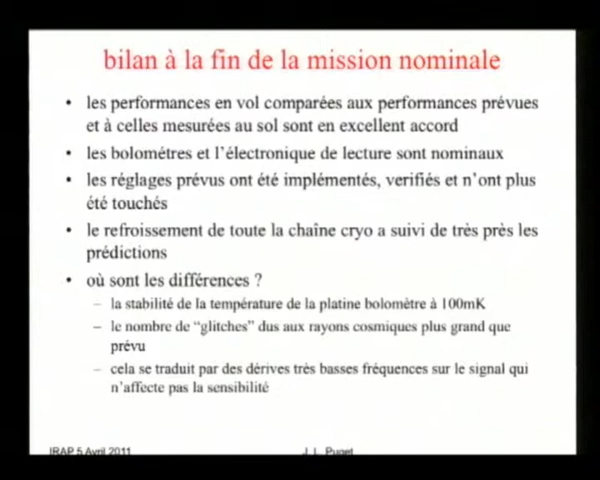 bilan à la fin de la mission nominale
• les performances en vol comparées aux performances prévues
et à celles mesurées au sol sont en excellent accord
• les bolométres et l'électronique de lecture sont nominaux
• les réglages prévus ont été implémentés, verifiés et n'ont plus
été touchés
• le refroissement de toute la chaîne cryo a suivi de très près les
prédictions
• où sont les différences ?
– la stabilité de la température de la platine bolomètre à 100mK
– le nombre de "glitches" dus aux rayons cosmiques plus grand que
prévu
– cela se traduit par des dérives très basses fréquences sur le signal qui
n'affecte pas la sensibilité
IRAP 5 Avril 2011
J. L. Puget